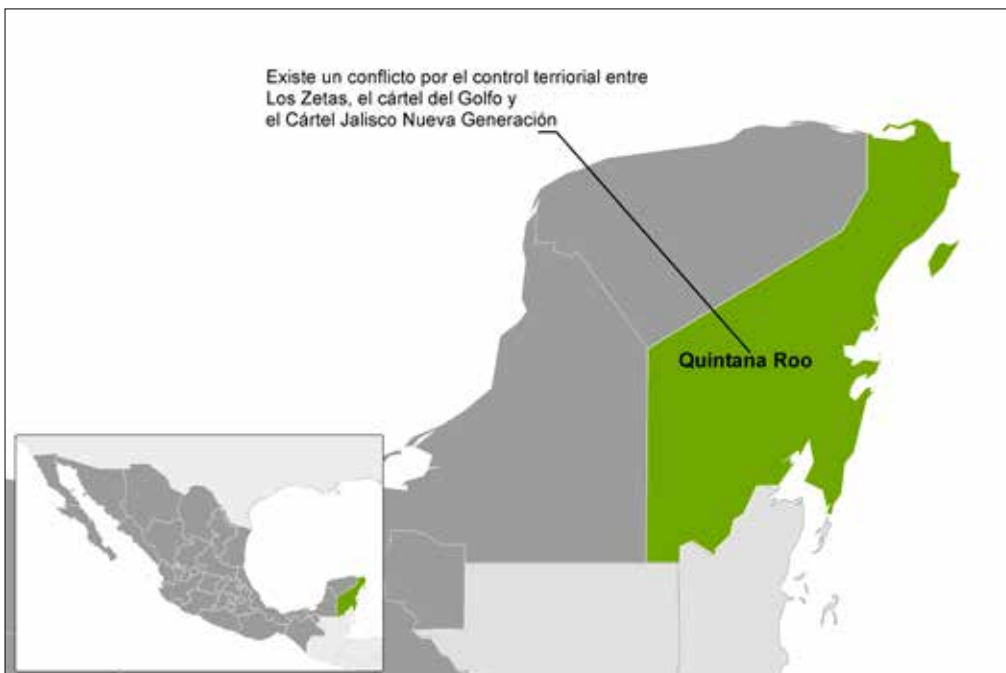 Existe un conflicto por el control terriorial entre
Los Zetas, el cártel del Golfo y
el Cártel Jalisco Nueva Generación
Quintana Roo